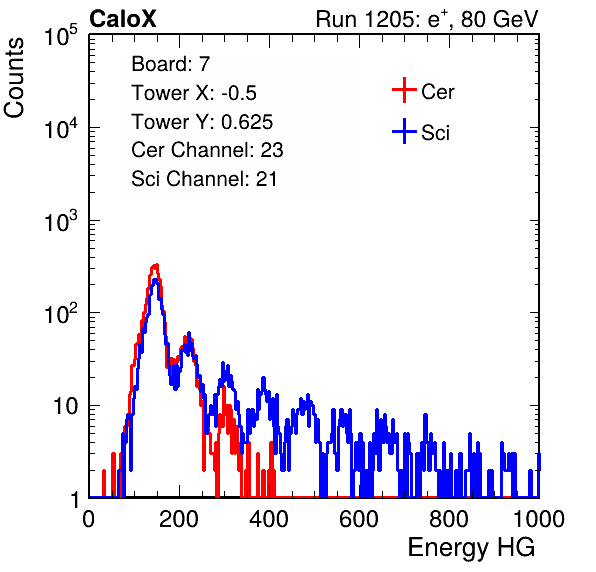 CaloX Run 1205: e⁺, 80 GeV
Counts
Board: 7
Tower X: -0.5
Tower Y: 0.625
Cer Channel: 23
Sci Channel: 21
Cer
Sci
10⁵
10⁴
10³
10²
10
1
0 200 400 600 800 1000
Energy HG